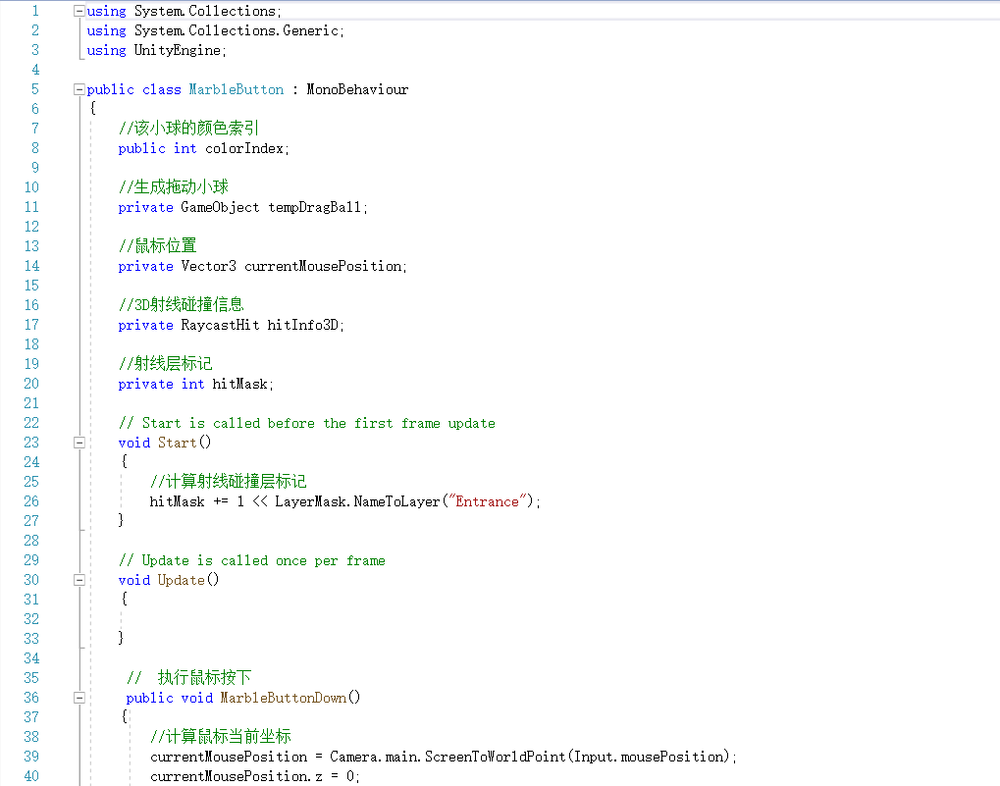 1 using System.Collections;
2 using System.Collections.Generic;
3 using UnityEngine;
4
5 public class MarbleButton : MonoBehaviour
6 {
7 //该小球的颜色索引
8 public int colorIndex;
9
10 //生成拖动小球
11 private GameObject tempDragBall;
12
13 //鼠标位置
14 private Vector3 currentMousePosition;
15
16 //3D射线碰撞信息
17 private RaycastHit hitInfo3D;
18
19 //射线层标记
20 private int hitMask;
21
22 // Start is called before the first frame update
23 void Start()
24 {
25 //计算射线碰撞层标记
26 hitMask += 1 << LayerMask.NameToLayer("Entrance");
27 }
28
29 // Update is called once per frame
30 void Update()
31 {
32
33 }
34
35 // 执行鼠标按下
36 public void MarbleButtonDown()
37 {
38 //计算鼠标当前坐标
39 currentMousePosition = Camera.main.ScreenToWorldPoint(Input.mousePosition);
40 currentMousePosition.z = 0;